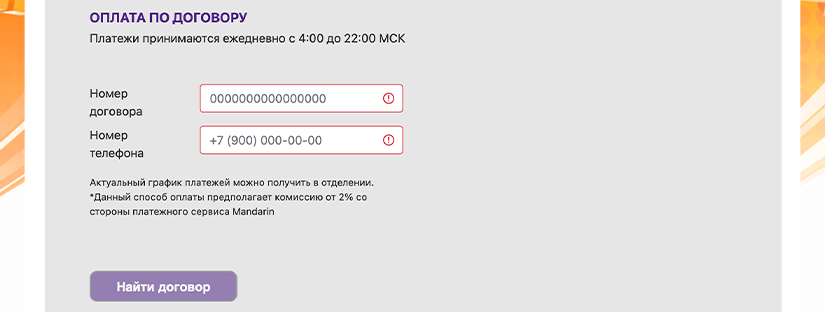 ОПЛАТА ПО ДОГОВОРУ
Платежи принимаются ежедневно с 4:00 до 22:00 МСК
Номер
договора
0000000000000000
Номер
телефона
+7 (900) 000-00-00
Актуальный график платежей можно получить в отделении.
*Данный способ оплаты предполагает комиссию от 2% со
стороны платежного сервиса Mandarin
Найти договор